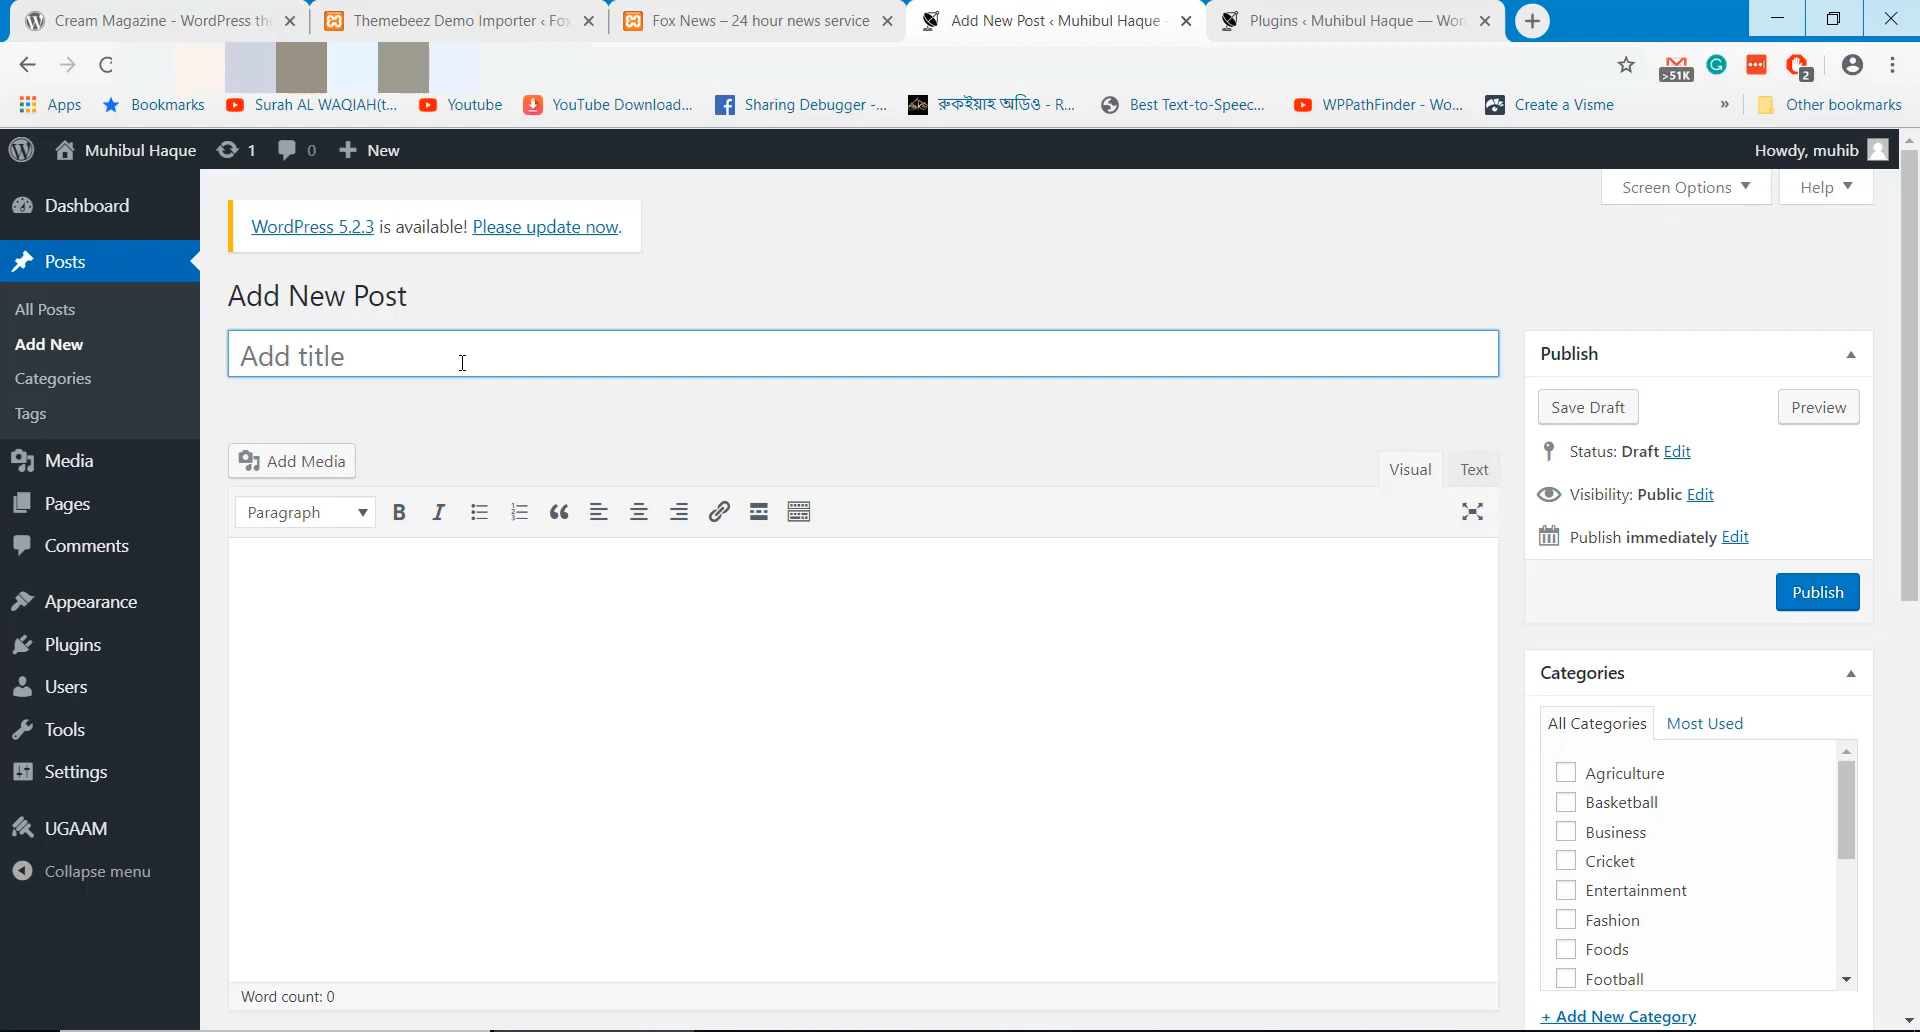 Cream Magazine - WordPress th
Themebeez Demo Importer ‹ Fo
Fox News – 24 hour news service
Add New Post ‹ Muhibul Haque
Plugins ‹ Muhibul Haque — Wor
>51K
2
Apps
Bookmarks
Surah AL WAQIAH(t...
Youtube
YouTube Download...
Sharing Debugger -...
রুকইয়াহ অডিও - R...
Best Text-to-Speec...
WPPathFinder - Wo...
Create a Visme
»
Other bookmarks
Muhibul Haque
1
0
New
Howdy, muhib
Screen Options
Help
Dashboard
Posts
All Posts
Add New
Categories
Tags
Media
Pages
Comments
Appearance
Plugins
Users
Tools
Settings
UGAAM
Collapse menu
WordPress 5.2.3 is available! Please update now.
Add New Post
Add title
Add Media
Visual
Text
Paragraph
Word count: 0
Publish
Save Draft
Preview
Status: Draft Edit
Visibility: Public Edit
Publish immediately Edit
Publish
Categories
All Categories
Most Used
Agriculture
Basketball
Business
Cricket
Entertainment
Fashion
Foods
Football
+ Add New Category